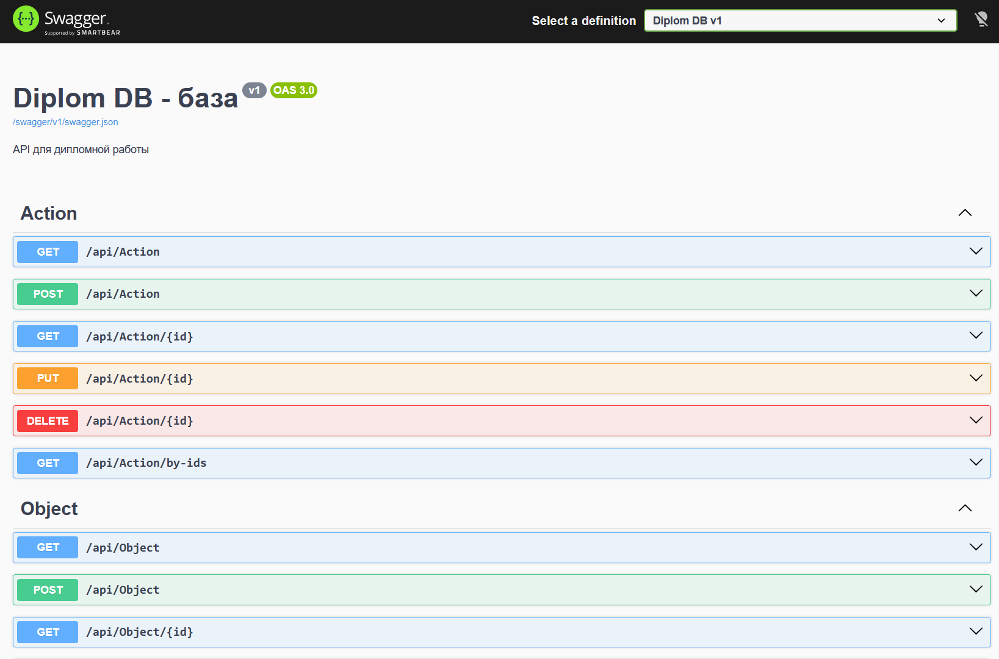 Swagger
Supported by SMARTBEAR
Select a definition
Diplom DB v1
Diplom DB - база v1 OAS 3.0
/swagger/v1/swagger.json
API для дипломной работы
Action
GET /api/Action
POST /api/Action
GET /api/Action/{id}
PUT /api/Action/{id}
DELETE /api/Action/{id}
GET /api/Action/by-ids
Object
GET /api/Object
POST /api/Object
GET /api/Object/{id}